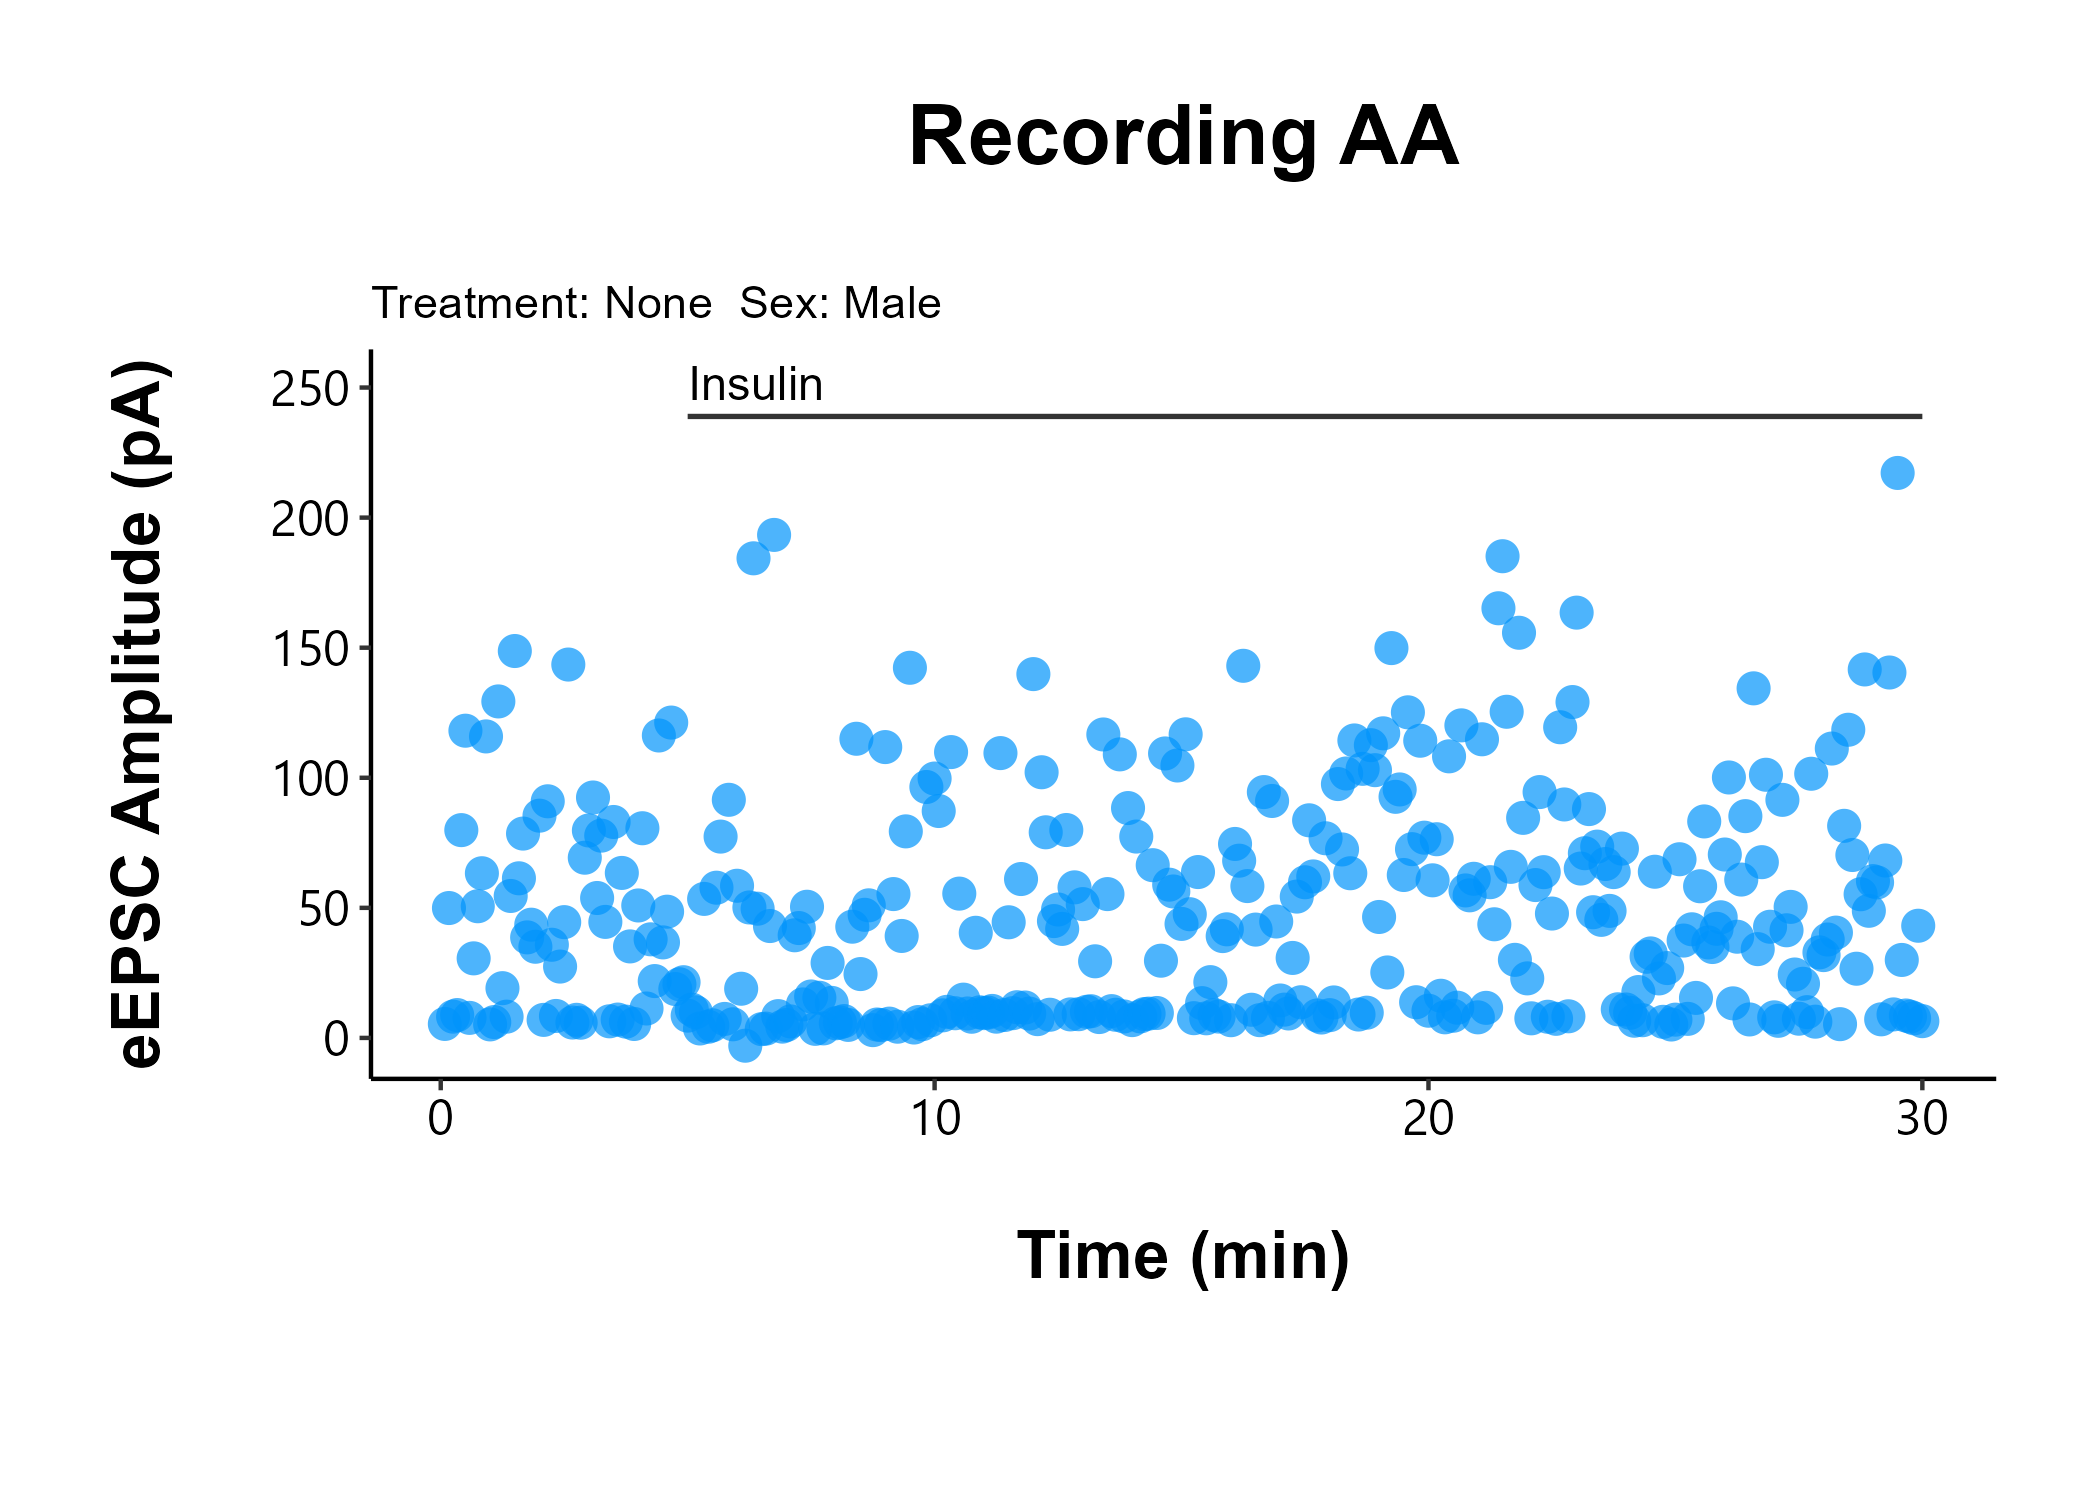 Recording AA
Treatment: None  Sex: Male
Insulin
eEPSC Amplitude (pA)
250
200
150
100
50
0
0 10 20 30
Time (min)